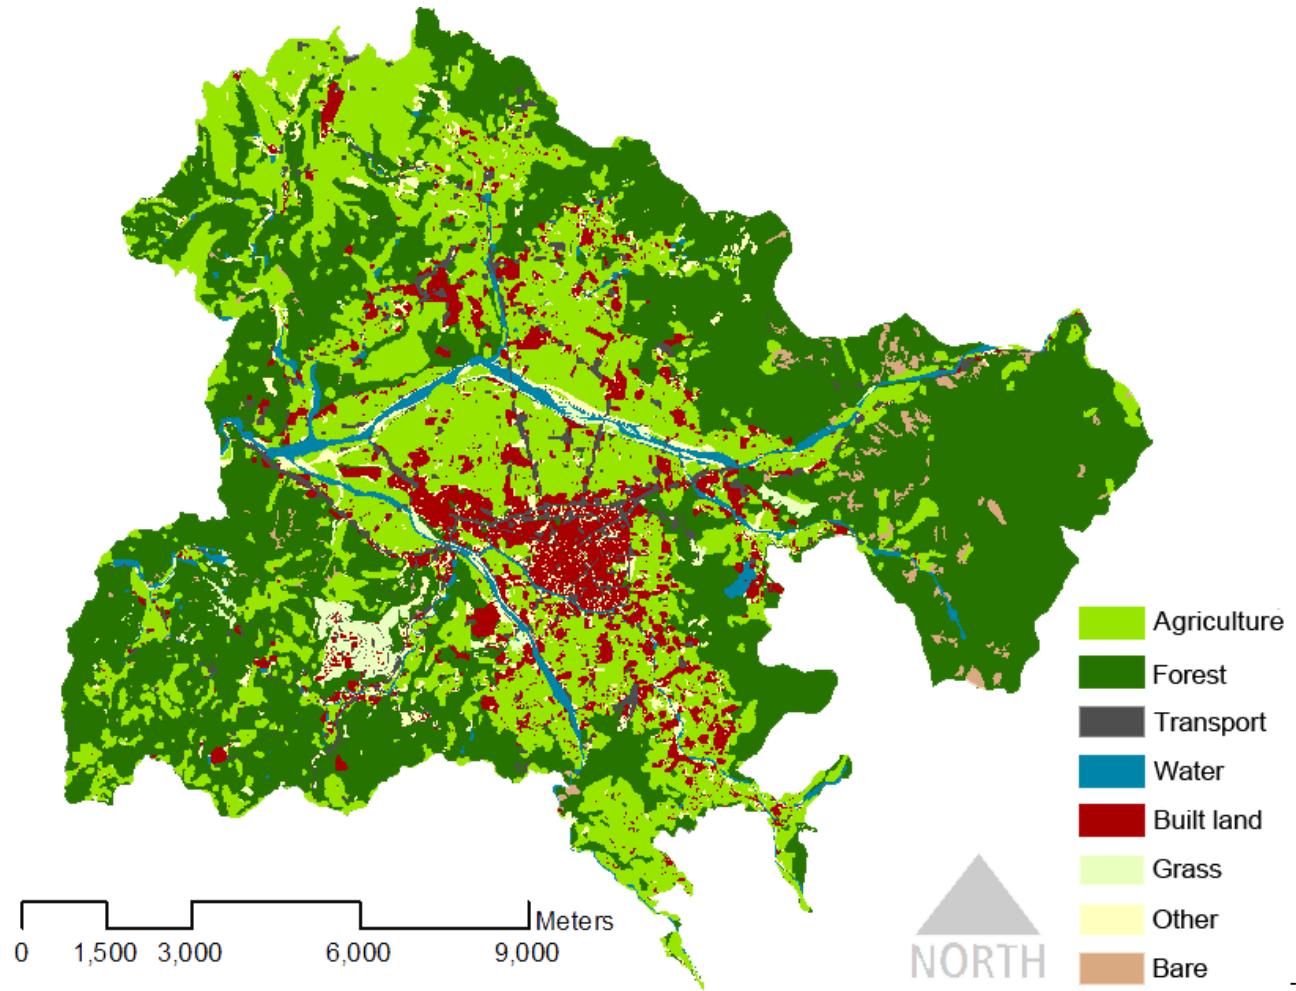 Agriculture
Forest
Transport
Water
Built land
Grass
Other
Bare
Meters
0 1,500 3,000 6,000 9,000
NORTH